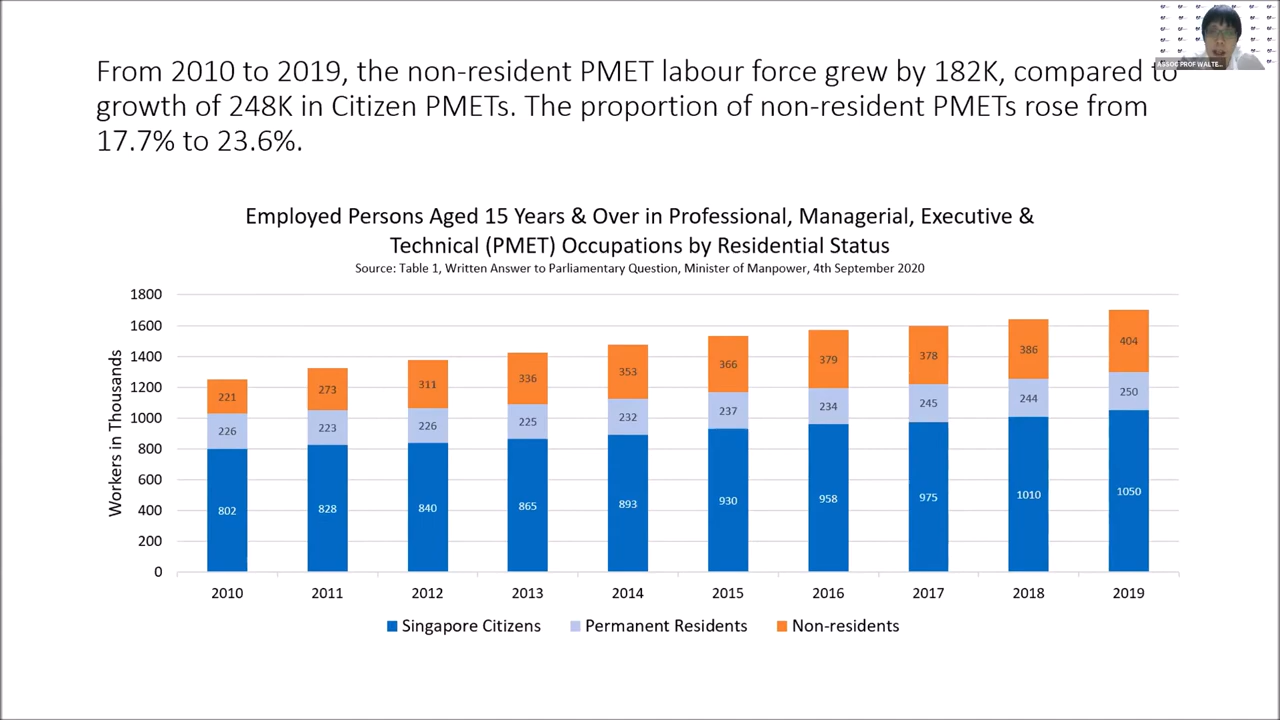 From 2010 to 2019, the non-resident PMET labour force grew by 182K, compared to
growth of 248K in Citizen PMETs. The proportion of non-resident PMETs rose from
17.7% to 23.6%.
ASSOC PROF WALTE...
Employed Persons Aged 15 Years & Over in Professional, Managerial, Executive &
Technical (PMET) Occupations by Residential Status
Source: Table 1, Written Answer to Parliamentary Question, Minister of Manpower, 4th September 2020
Workers in Thousands
1800
1600
1400
1200
1000
800
600
400
200
0
221 273 311 336 353 366 379 378 386 404
226 223 226 225 232 237 234 245 244 250
802 828 840 865 893 930 958 975 1010 1050
2010 2011 2012 2013 2014 2015 2016 2017 2018 2019
Singapore Citizens Permanent Residents Non-residents